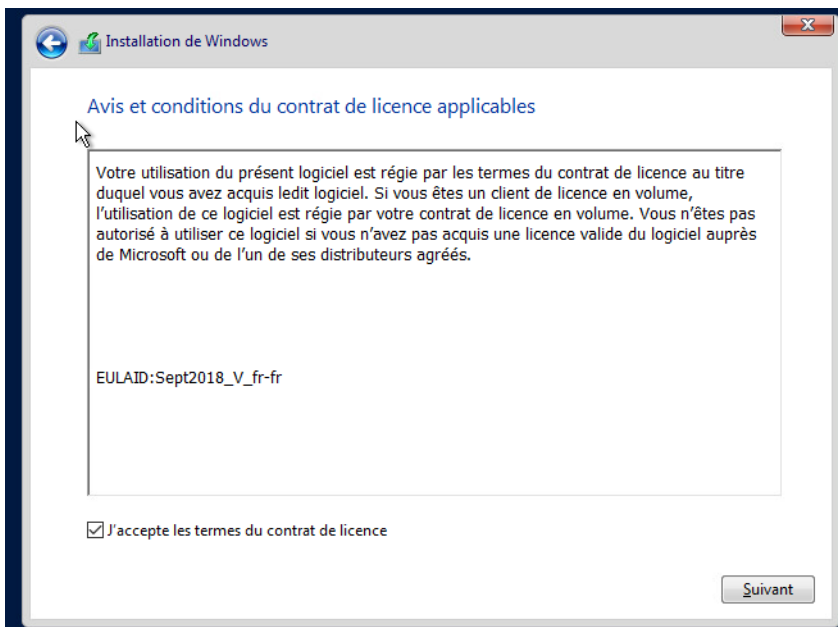 Installation de Windows
Avis et conditions du contrat de licence applicables
Votre utilisation du présent logiciel est régie par les termes du contrat de licence au titre
duquel vous avez acquis ledit logiciel. Si vous êtes un client de licence en volume,
l’utilisation de ce logiciel est régie par votre contrat de licence en volume. Vous n’êtes pas
autorisé à utiliser ce logiciel si vous n’avez pas acquis une licence valide du logiciel auprès
de Microsoft ou de l’un de ses distributeurs agréés.
EULAID:Sept2018_V_fr-fr
J'accepte les termes du contrat de licence
Suivant